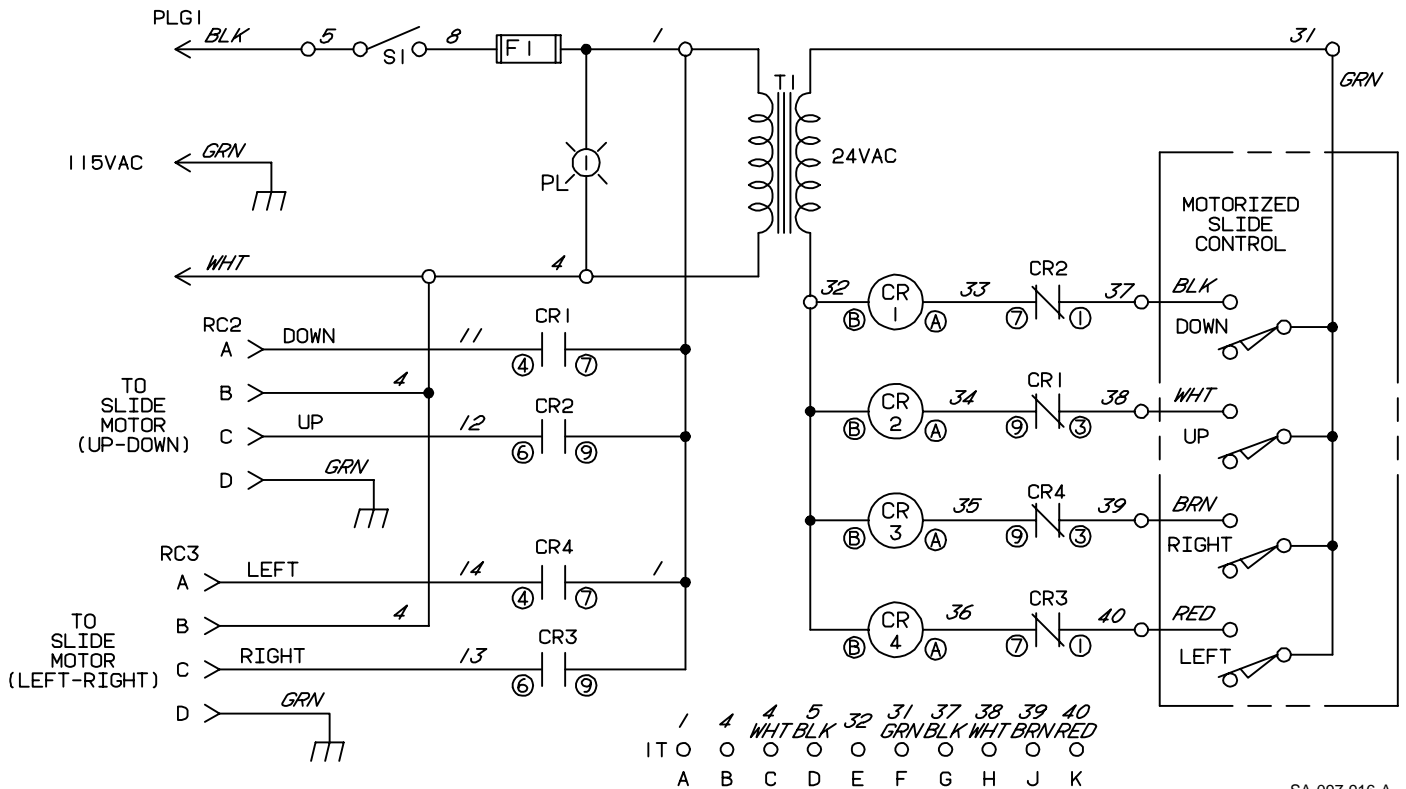 PLG1
BLK 5 S1 8 F1 1 31
GRN
T1
115VAC GRN
PL 1
24VAC
MOTORIZED
SLIDE
CONTROL
WHT 4
32 CR 1 B A 33 CR2 7 1 37 BLK
DOWN
RC2
A DOWN 11 CR1 4 7
B 4
C UP 12 CR2 6 9
D GRN
TO
SLIDE
MOTOR
(UP-DOWN)
CR 2 B A 34 CR1 9 3 38 WHT
UP
CR 3 B A 35 CR4 9 3 39 BRN
RIGHT
CR 4 B A 36 CR3 7 1 40 RED
LEFT
RC3
A LEFT 14 CR4 4 7 1
B 4
C RIGHT 13 CR3 6 9
D GRN
TO
SLIDE
MOTOR
(LEFT-RIGHT)
1 4 4 5 32 31 37 38 39 40
WHT BLK GRN BLK WHT BRN RED
1T
A B C D E F G H J K